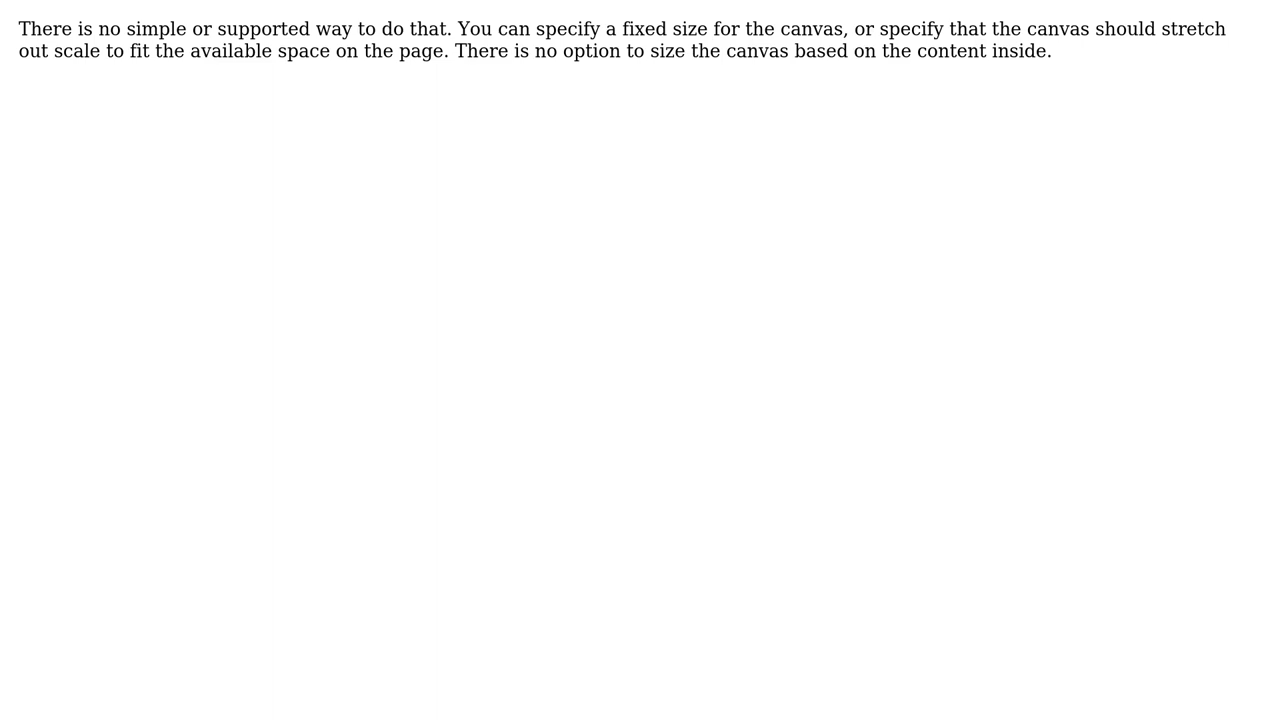 There is no simple or supported way to do that. You can specify a fixed size for the canvas, or specify that the canvas should stretch
out scale to fit the available space on the page. There is no option to size the canvas based on the content inside.